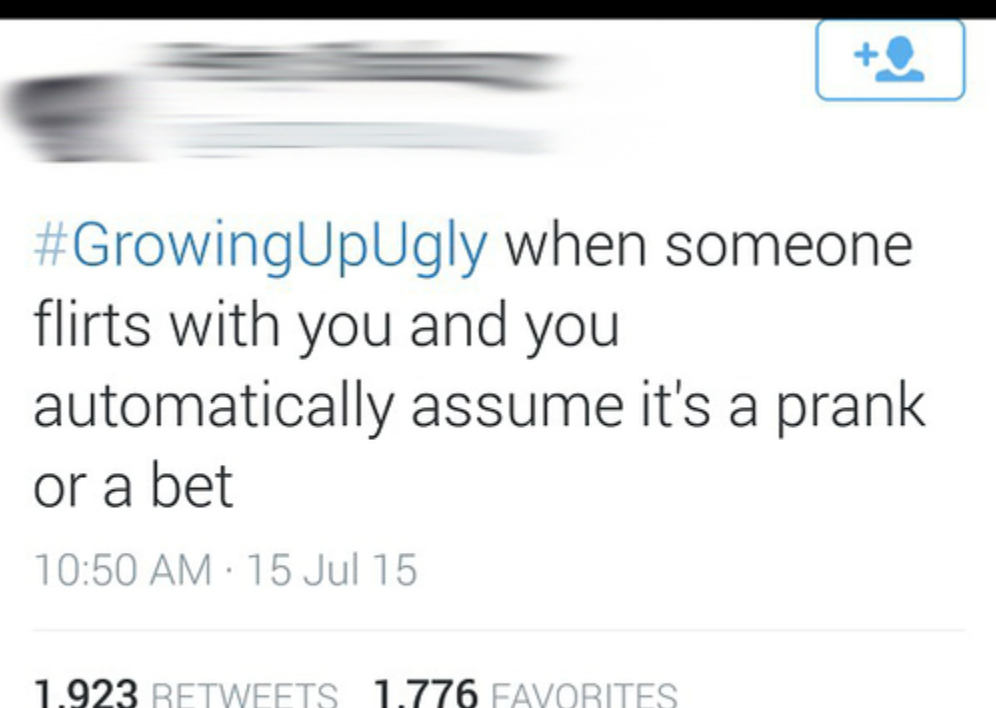 #GrowingUpUgly when someone
flirts with you and you
automatically assume it's a prank
or a bet
10:50 AM · 15 Jul 15
1,923 RETWEETS 1,776 FAVORITES